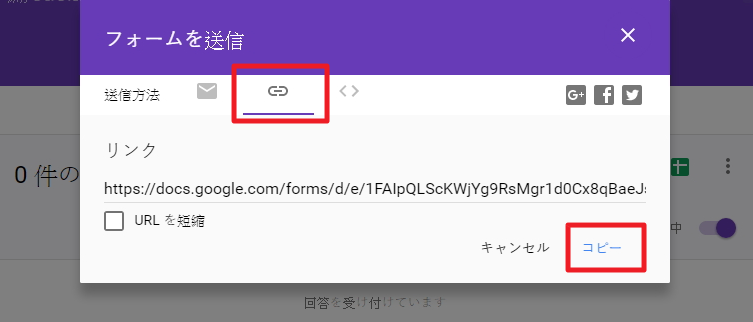 フォームを送信
送信方法
G+
リンク
https://docs.google.com/forms/d/e/1FAIpQLScKWjYg9RsMgr1d0Cx8qBaeJs
0 件の
URL を短縮
中
キャンセル
コピー
回答を受け付けています